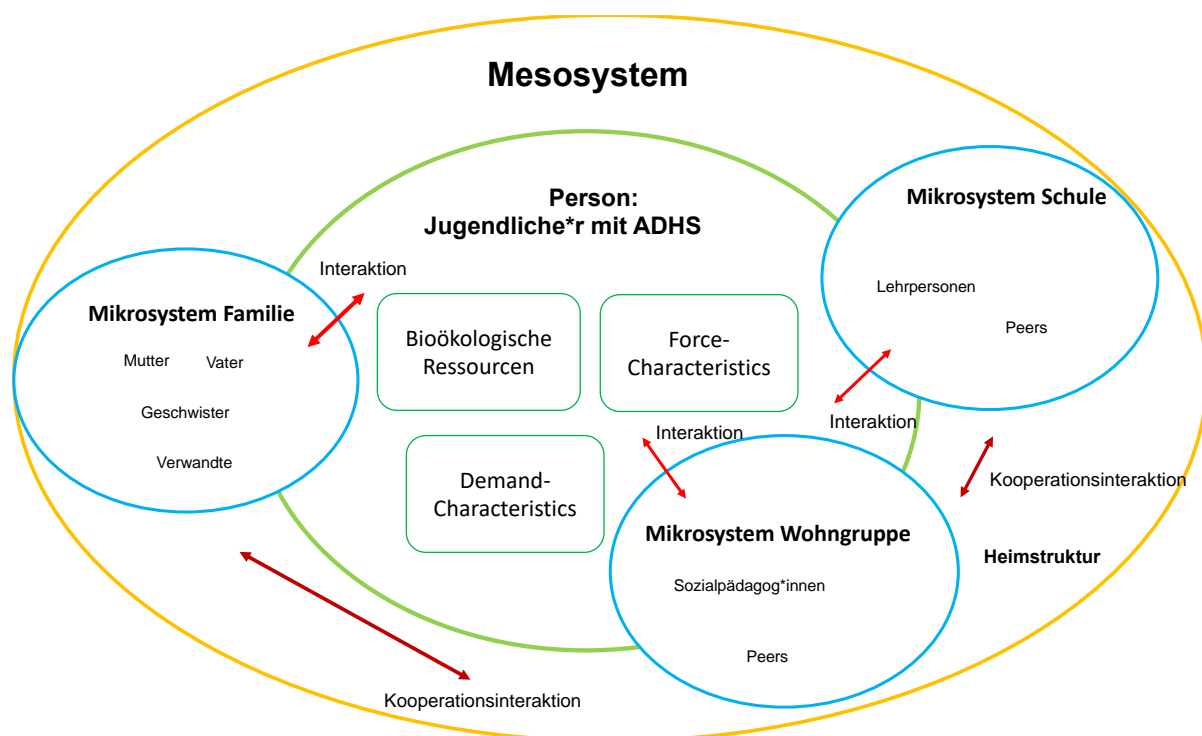 Mesosystem
Person:
Jugendliche*r mit ADHS
Mikrosystem Schule
Interaktion
Lehrpersonen
Mikrosystem Familie
Peers
Bioökologische
Ressourcen
Force-
Characteristics
Mutter
Vater
Geschwister
Interaktion
Interaktion
Verwandte
Demand-
Characteristics
Kooperationsinteraktion
Mikrosystem Wohngruppe
Heimstruktur
Sozialpädagog*innen
Peers
Kooperationsinteraktion